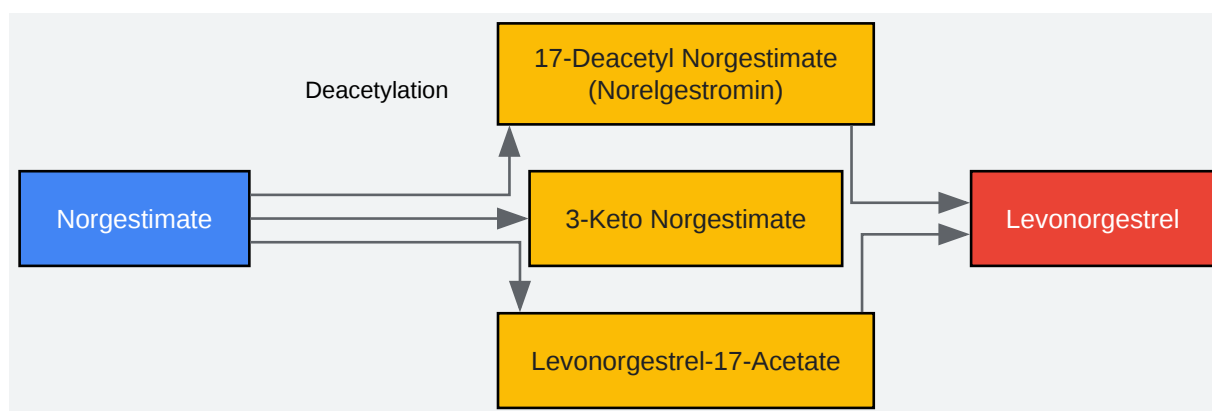 Deacetylation
17-Deacetyl Norgestimate
(Norelgestromin)
Norgestimate
3-Keto Norgestimate
Levonorgestrel
Levonorgestrel-17-Acetate